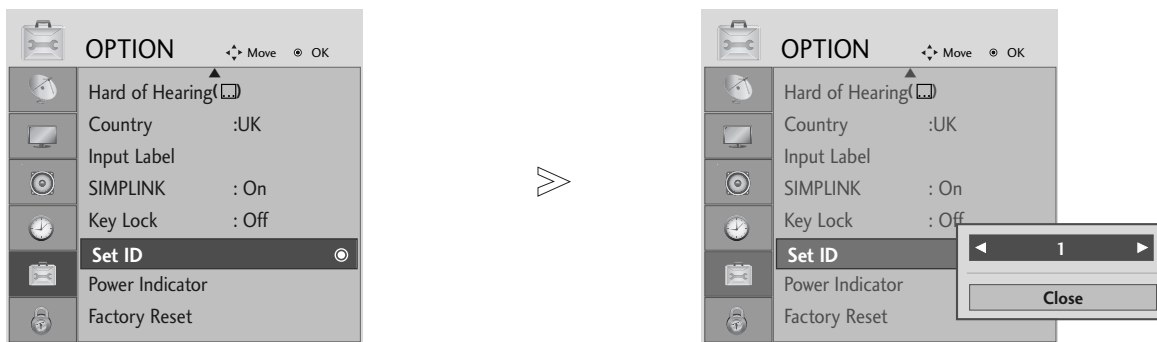 OPTION Move OK
Hard of Hearing(...)
Country :UK
Input Label
SIMPLINK : On
Key Lock : Off
Set ID
Power Indicator
Factory Reset
OPTION Move OK
Hard of Hearing(...)
Country :UK
Input Label
SIMPLINK : On
Key Lock : Off
Set ID
Power Indicator
Factory Reset
◄ 1 ►
Close